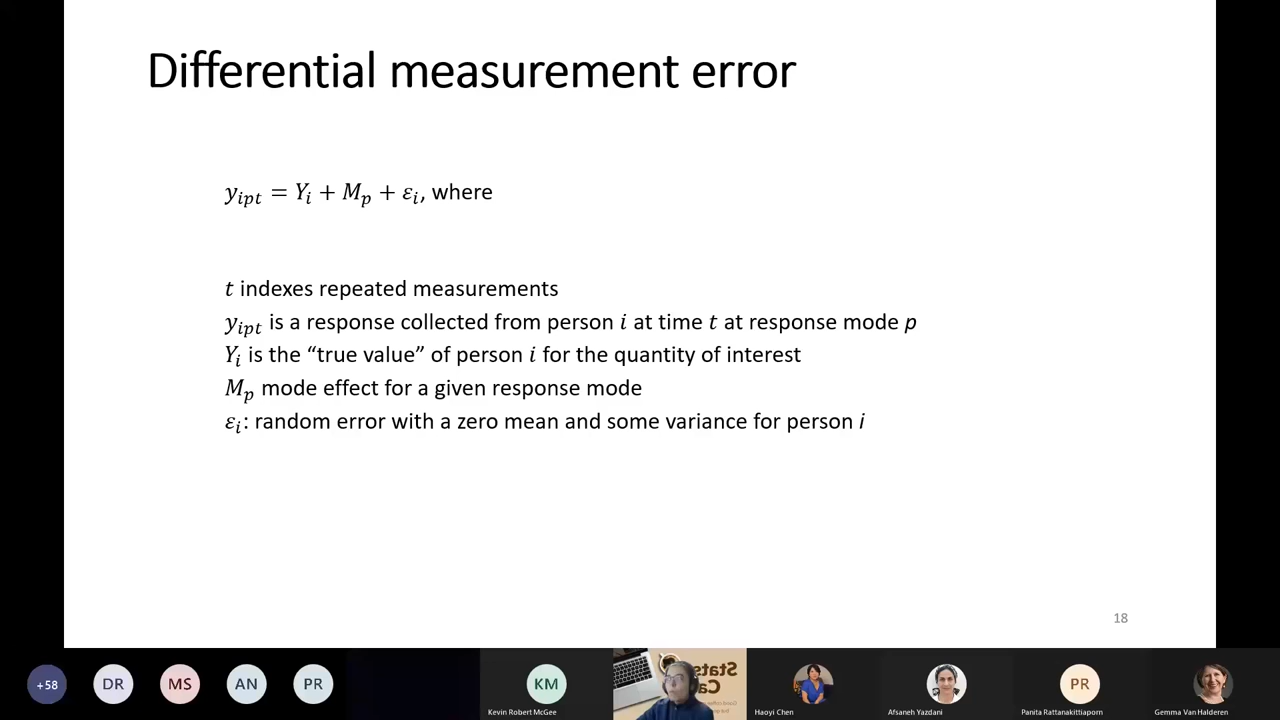 Differential measurement error
y_ipt = Y_i + M_p + ε_i, where
t indexes repeated measurements
y_ipt is a response collected from person i at time t at response mode p
Y_i is the “true value” of person i for the quantity of interest
M_p mode effect for a given response mode
ε_i: random error with a zero mean and some variance for person i
18
+58
DR
MS
AN
PR
KM
Kevin Robert McGee
Stats
Ca
Haoyi Chen
Afsaneh Yazdani
PR
Panita Rattanakittiaporn
Gemma Van Halderen